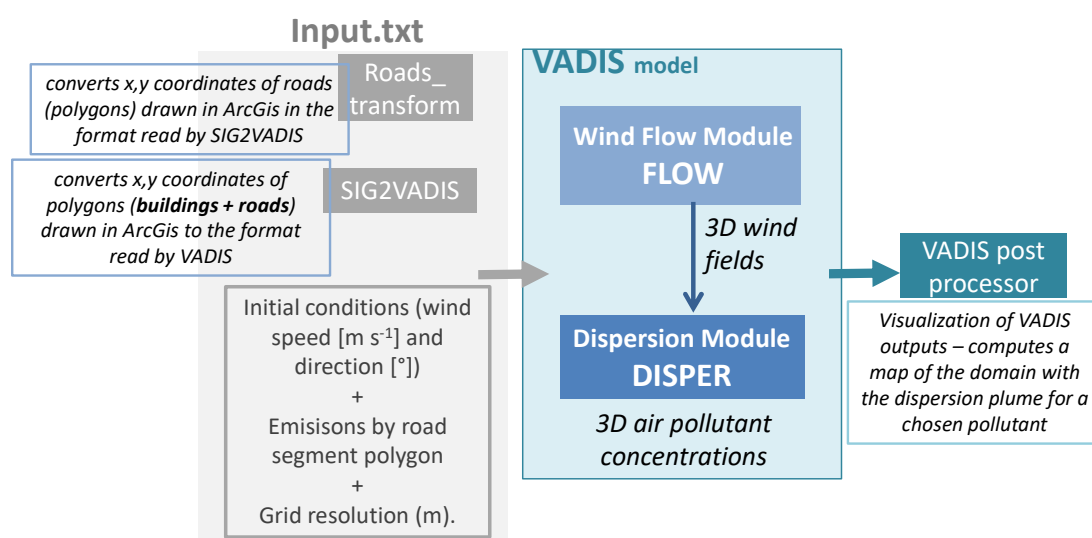 Input.txt
Roads_
transform
converts x,y coordinates of roads
(polygons) drawn in ArcGis in the
format read by SIG2VADIS
SIG2VADIS
converts x,y coordinates of
polygons (buildings + roads)
drawn in ArcGis to the format
read by VADIS
Initial conditions (wind
speed [m s-1] and
direction [°])
+
Emisisons by road
segment polygon
+
Grid resolution (m).
VADIS model
Wind Flow Module
FLOW
3D wind
fields
Dispersion Module
DISPER
3D air pollutant
concentrations
VADIS post
processor
Visualization of VADIS
outputs – computes a
map of the domain with
the dispersion plume for a
chosen pollutant